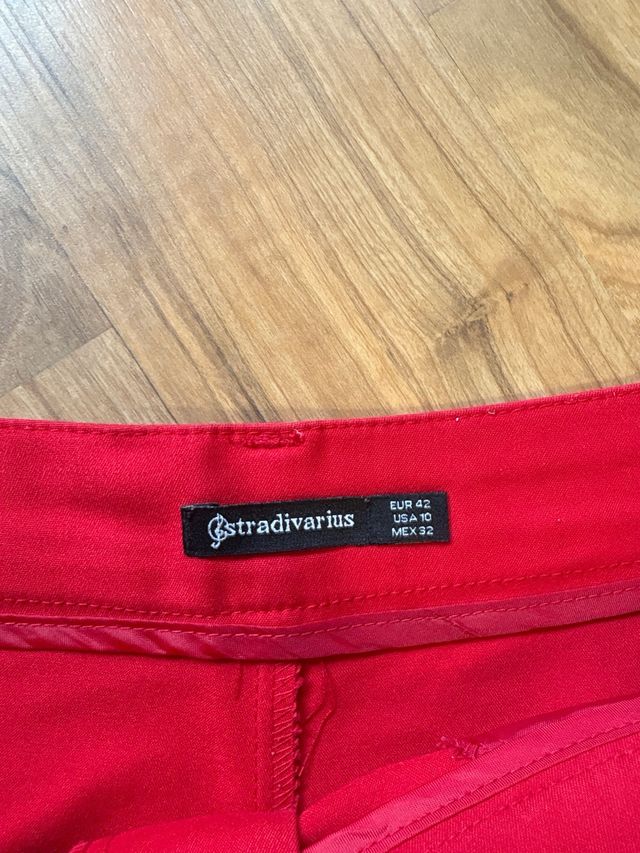 stradivarius
EUR 42
USA 10
MEX 32